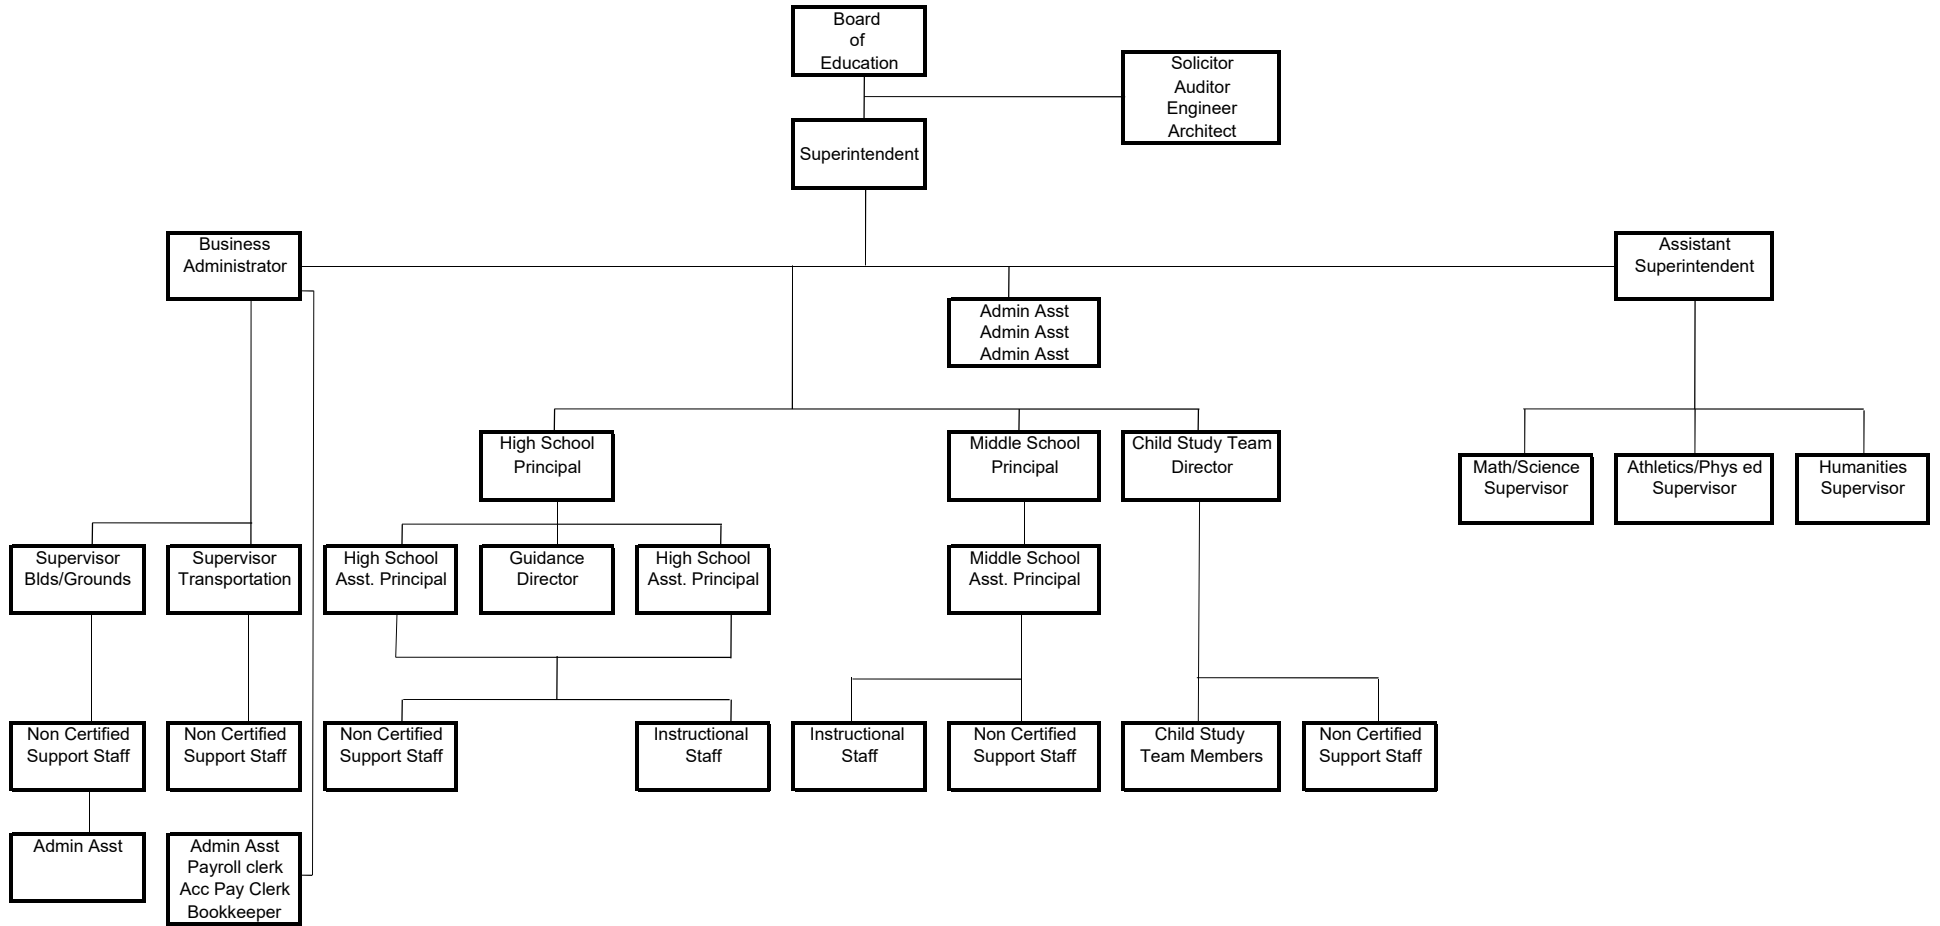 Board
of
Education
Solicitor
Auditor
Engineer
Architect
Superintendent
Business
Administrator
Assistant
Superintendent
Admin Asst
Admin Asst
Admin Asst
High School
Principal
Middle School
Principal
Child Study Team
Director
Math/Science
Supervisor
Athletics/Phys ed
Supervisor
Humanities
Supervisor
Supervisor
Blds/Grounds
Supervisor
Transportation
High School
Asst. Principal
Guidance
Director
High School
Asst. Principal
Middle School
Asst. Principal
Non Certified
Support Staff
Non Certified
Support Staff
Non Certified
Support Staff
Instructional
Staff
Instructional
Staff
Non Certified
Support Staff
Child Study
Team Members
Non Certified
Support Staff
Admin Asst
Admin Asst
Payroll clerk
Acc Pay Clerk
Bookkeeper